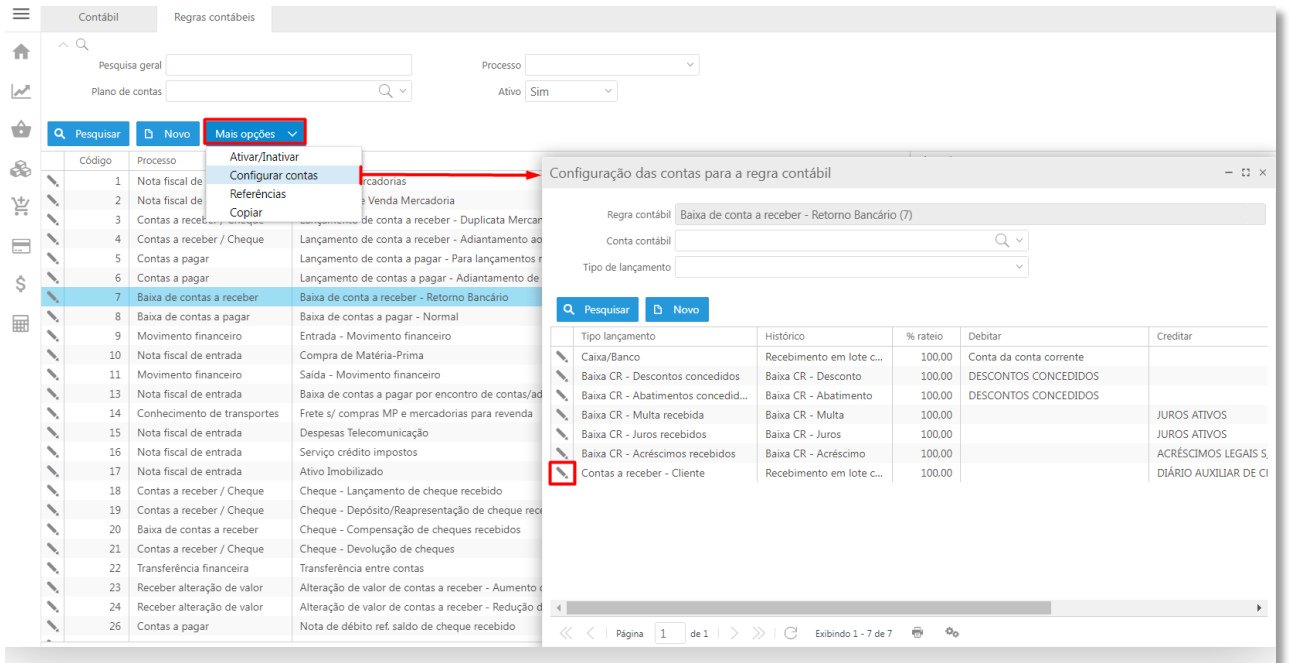 Contábil Regras contábeis
Pesquisa geral Processo
Plano de contas Ativo Sim
Pesquisar Novo Mais opções
Ativar/Inativar
Configurar contas
Referências
Copiar
Código Processo
1 Nota fiscal de rcadorias
2 Nota fiscal de Venda Mercadoria
3 Contas a receber / Cheque Lançamento de conta a receber - Duplicata Mercan
4 Contas a receber / Cheque Lançamento de conta a receber - Adiantamento ao
5 Contas a pagar Lançamento de conta a pagar - Para lançamentos r
6 Contas a pagar Lançamento de contas a pagar - Adiantamento de
7 Baixa de contas a receber Baixa de conta a receber - Retorno Bancário
8 Baixa de contas a pagar Baixa de contas a pagar - Normal
9 Movimento financeiro Entrada - Movimento financeiro
10 Nota fiscal de entrada Compra de Matéria-Prima
11 Movimento financeiro Saída - Movimento financeiro
13 Nota fiscal de entrada Baixa de contas a pagar por encontro de contas/ad
14 Conhecimento de transportes Frete s/ compras MP e mercadorias para revenda
15 Nota fiscal de entrada Despesas Telecomunicação
16 Nota fiscal de entrada Serviço crédito impostos
17 Nota fiscal de entrada Ativo Imobilizado
18 Contas a receber / Cheque Cheque - Lançamento de cheque recebido
19 Contas a receber / Cheque Cheque - Depósito/Reapresentação de cheque rece
20 Baixa de contas a receber Cheque - Compensação de cheques recebidos
21 Contas a receber / Cheque Cheque - Devolução de cheques
22 Transferência financeira Transferência entre contas
23 Receber alteração de valor Alteração de valor de contas a receber - Aumento d
24 Receber alteração de valor Alteração de valor de contas a receber - Redução d
26 Contas a pagar Nota de débito ref. saldo de cheque recebido
Configuração das contas para a regra contábil
Regra contábil Baixa de conta a receber - Retorno Bancário (7)
Conta contábil
Tipo de lançamento
Pesquisar Novo
Tipo lançamento Histórico % rateio Debitar Creditar
Caixa/Banco Recebimento em lote c... 100,00 Conta da conta corrente
Baixa CR - Descontos concedidos Baixa CR - Desconto 100,00 DESCONTOS CONCEDIDOS
Baixa CR - Abatimentos concedid... Baixa CR - Abatimento 100,00 DESCONTOS CONCEDIDOS
Baixa CR - Multa recebida Baixa CR - Multa 100,00 JUROS ATIVOS
Baixa CR - Juros recebidos Baixa CR - Juros 100,00 JUROS ATIVOS
Baixa CR - Acréscimos recebidos Baixa CR - Acréscimo 100,00 ACRÉSCIMOS LEGAIS S,
Contas a receber - Cliente Recebimento em lote c... 100,00 DIÁRIO AUXILIAR DE CI
Página 1 de 1 Exibindo 1 - 7 de 7